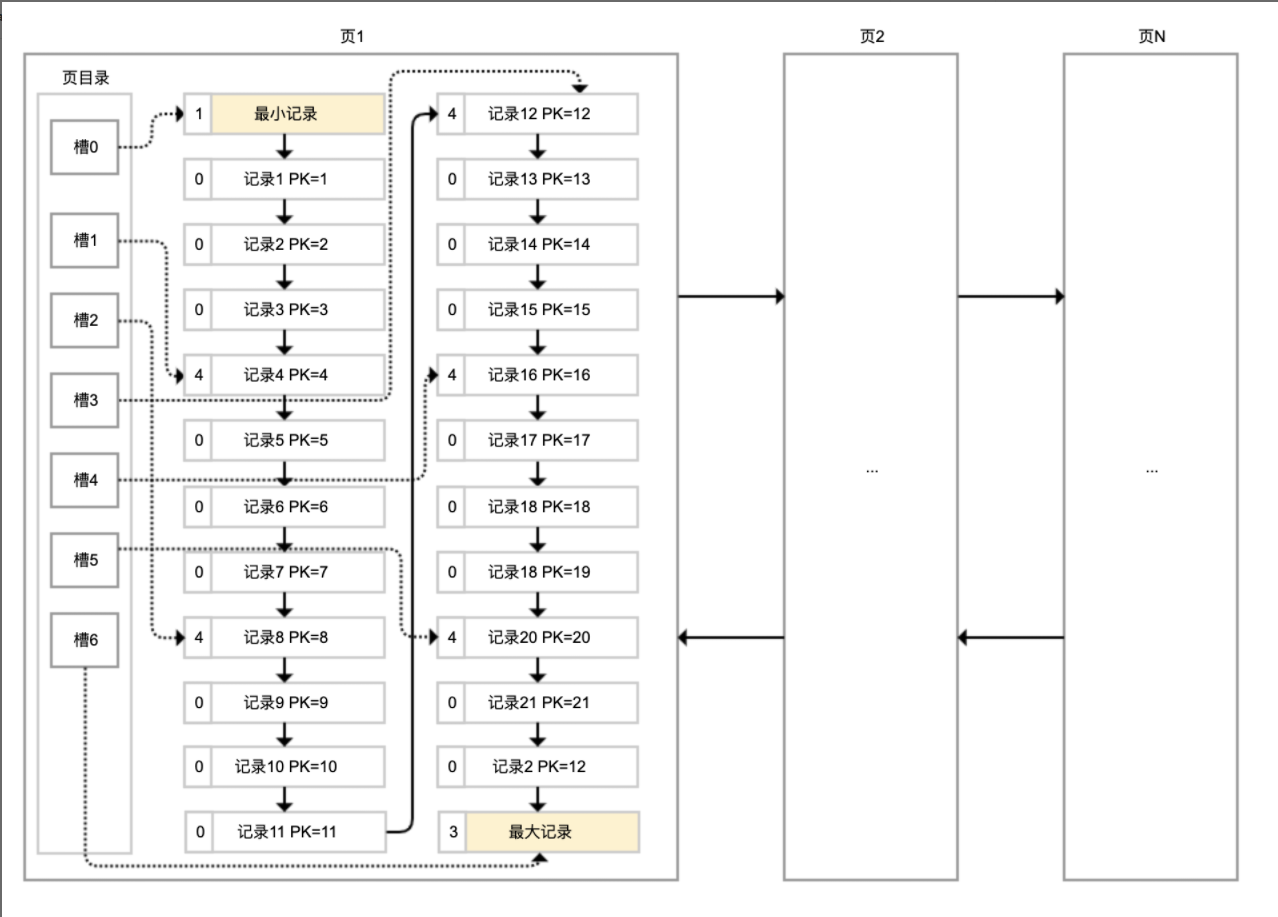 页1
页2
页N
页目录
槽0
槽1
槽2
槽3
槽4
槽5
槽6
1 最小记录
0 记录1 PK=1
0 记录2 PK=2
0 记录3 PK=3
4 记录4 PK=4
0 记录5 PK=5
0 记录6 PK=6
0 记录7 PK=7
4 记录8 PK=8
0 记录9 PK=9
0 记录10 PK=10
0 记录11 PK=11
4 记录12 PK=12
0 记录13 PK=13
0 记录14 PK=14
0 记录15 PK=15
4 记录16 PK=16
0 记录17 PK=17
0 记录18 PK=18
0 记录18 PK=19
4 记录20 PK=20
0 记录21 PK=21
0 记录2 PK=12
3 最大记录
...
...